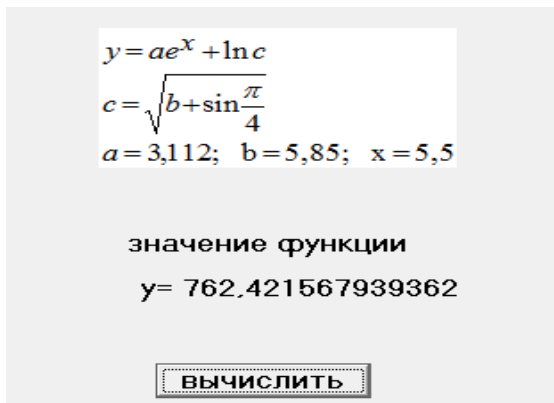 y = ae^x + ln c
c = √(b + sin π/4)
a = 3,112; b = 5,85; x = 5,5
значение функции
y= 762,421567939362
вычислить